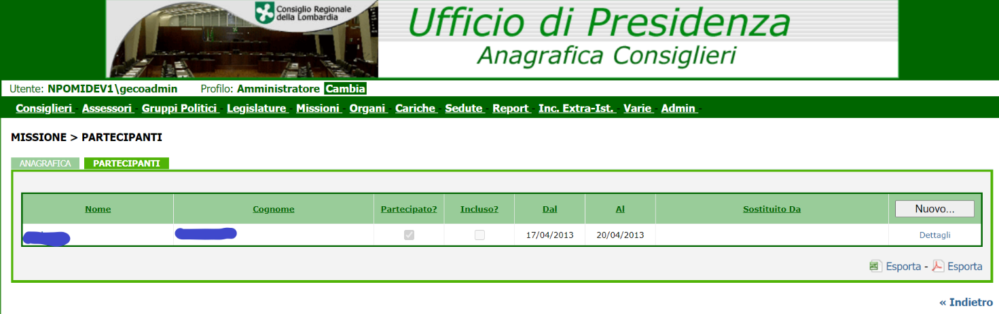 Consiglio Regionale
della Lombardia
Ufficio di Presidenza
Anagrafica Consiglieri
Utente: NPOMIDEV1\gecoadmin Profilo: Amministratore Cambia
Consiglieri - Assessori - Gruppi Politici - Legislature - Missioni - Organi - Cariche - Sedute - Report - Inc. Extra-Ist. - Varie - Admin -
MISSIONE > PARTECIPANTI
ANAGRAFICA PARTECIPANTI
Nome Cognome Partecipato? Incluso? Dal Al Sostituito Da Nuovo...
17/04/2013 20/04/2013 Dettagli
Esporta - Esporta
« Indietro